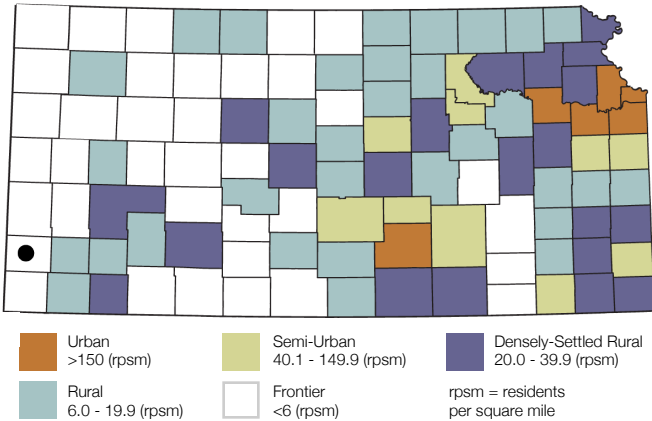 Urban
>150 (rpsm)
Semi-Urban
40.1 - 149.9 (rpsm)
Densely-Settled Rural
20.0 - 39.9 (rpsm)
Rural
6.0 - 19.9 (rpsm)
Frontier
<6 (rpsm)
rpsm = residents
per square mile